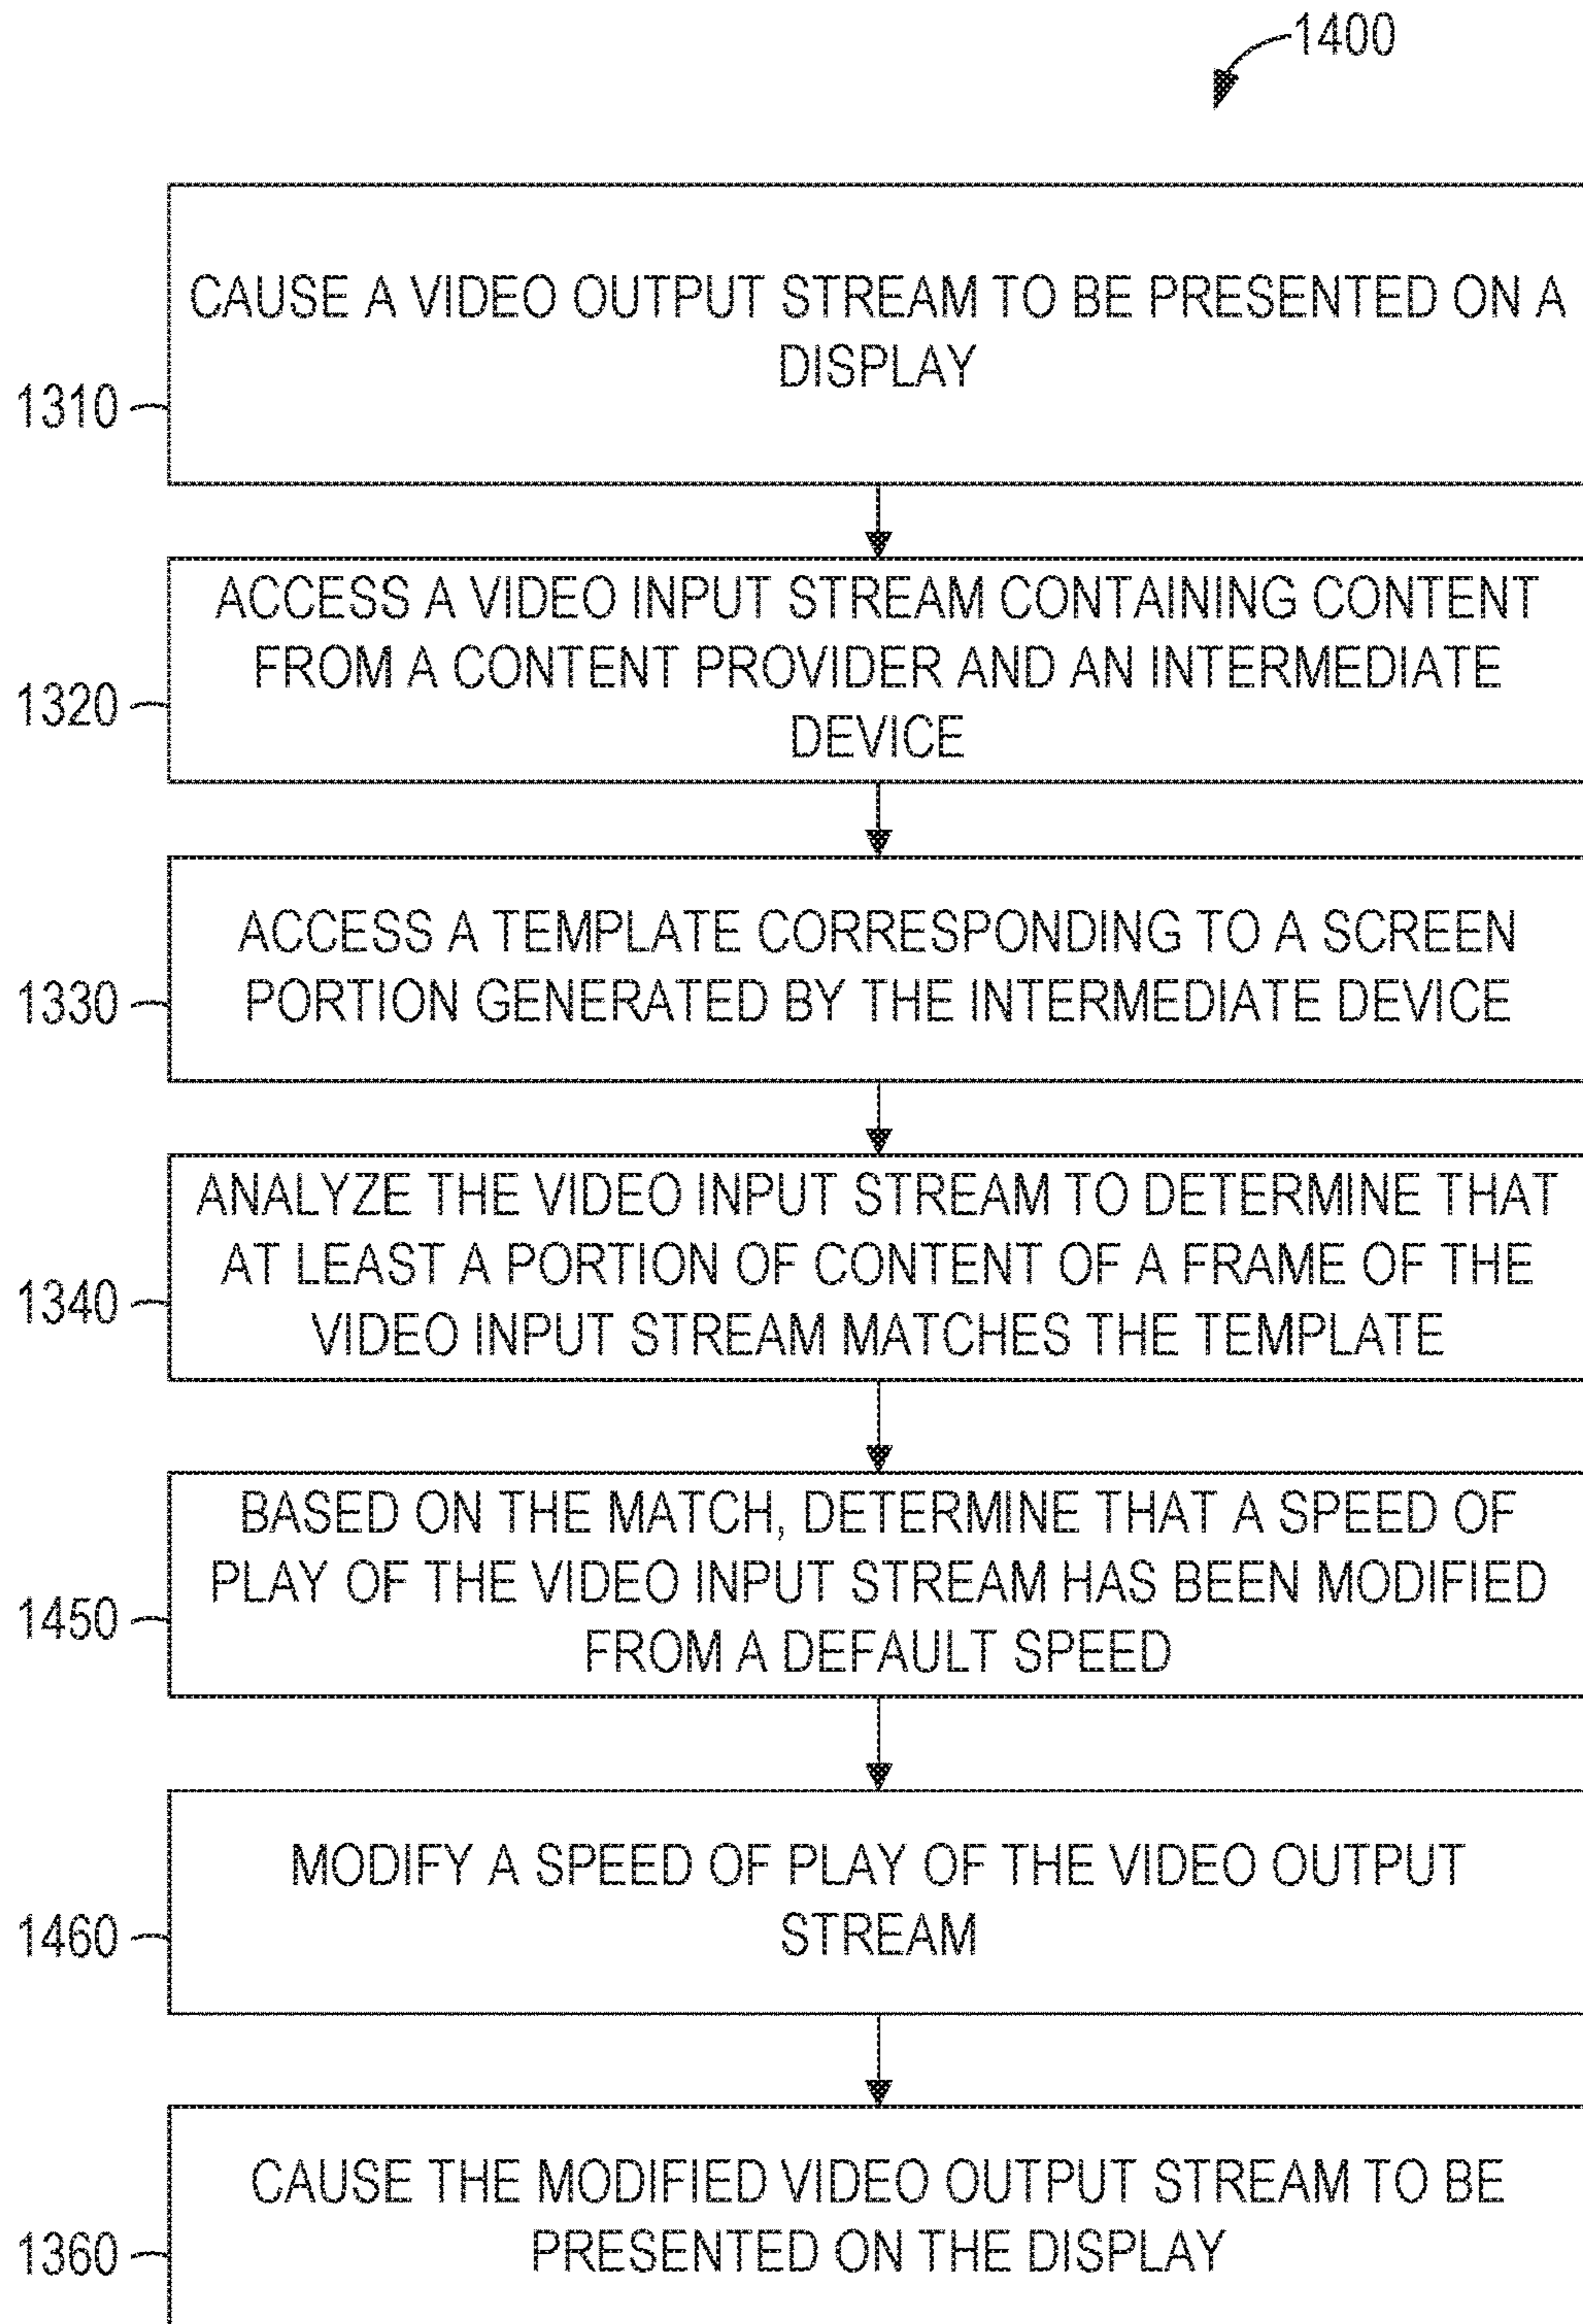 1400
CAUSE A VIDEO OUTPUT STREAM TO BE PRESENTED ON A
DISPLAY
1310
ACCESS A VIDEO INPUT STREAM CONTAINING CONTENT
FROM A CONTENT PROVIDER AND AN INTERMEDIATE
DEVICE
1320
ACCESS A TEMPLATE CORRESPONDING TO A SCREEN
PORTION GENERATED BY THE INTERMEDIATE DEVICE
1330
ANALYZE THE VIDEO INPUT STREAM TO DETERMINE THAT
AT LEAST A PORTION OF CONTENT OF A FRAME OF THE
VIDEO INPUT STREAM MATCHES THE TEMPLATE
1340
BASED ON THE MATCH, DETERMINE THAT A SPEED OF
PLAY OF THE VIDEO INPUT STREAM HAS BEEN MODIFIED
FROM A DEFAULT SPEED
1450
MODIFY A SPEED OF PLAY OF THE VIDEO OUTPUT
STREAM
1460
CAUSE THE MODIFIED VIDEO OUTPUT STREAM TO BE
PRESENTED ON THE DISPLAY
1360